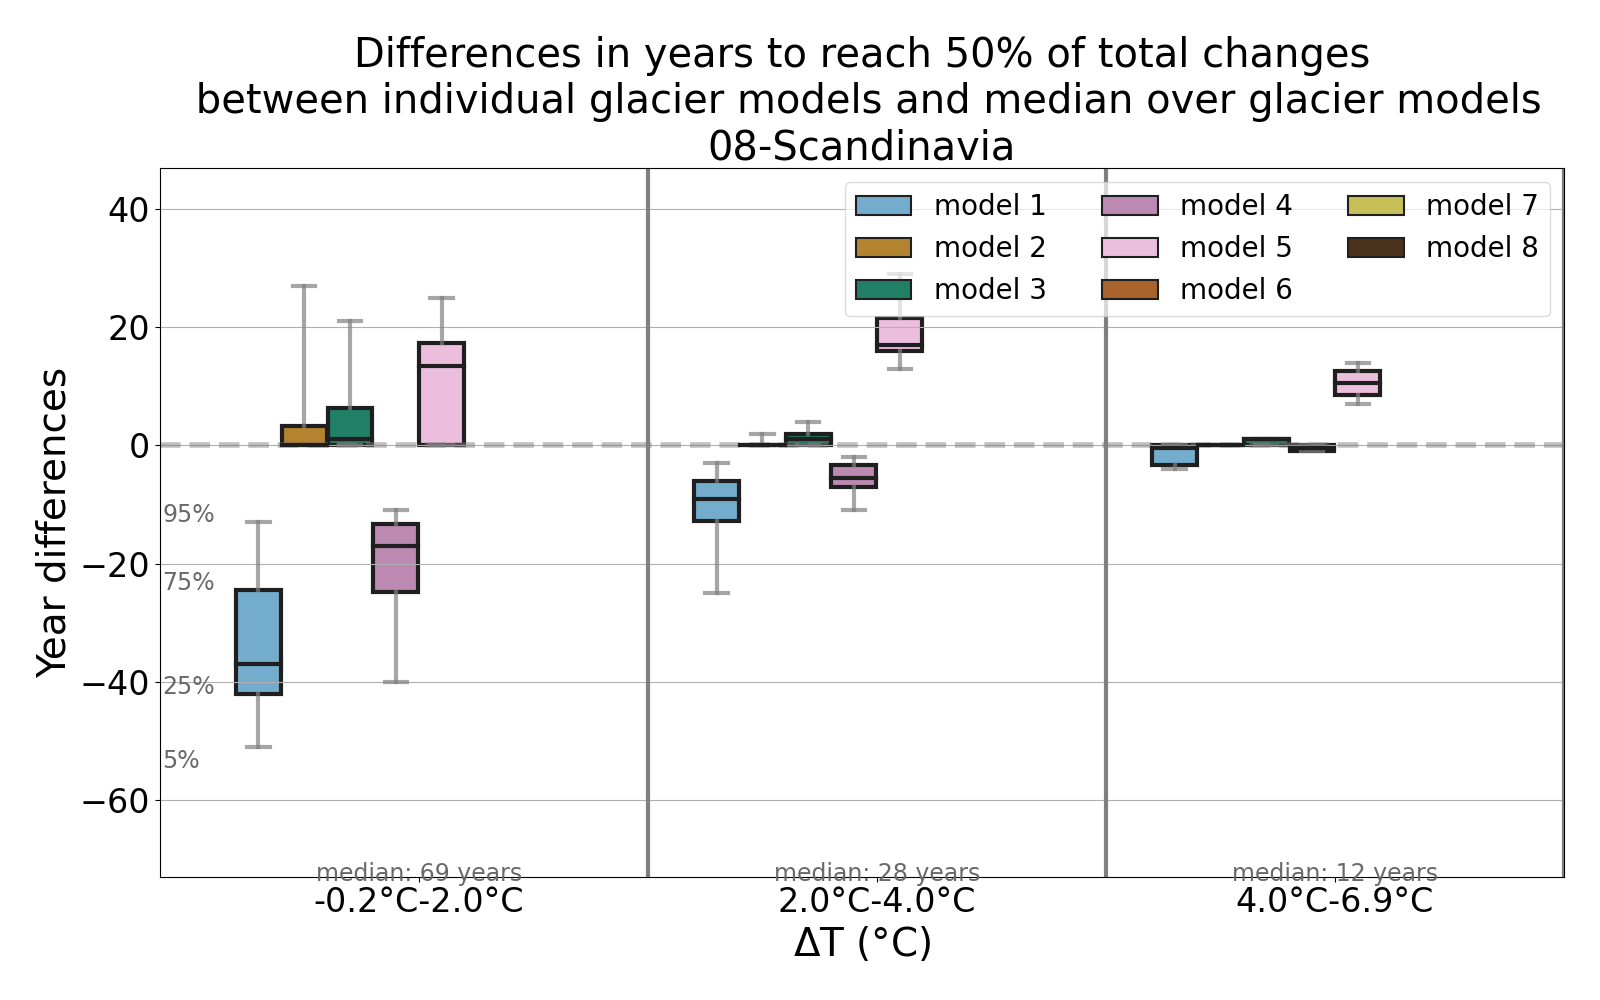 Differences in years to reach 50% of total changes
between individual glacier models and median over glacier models
08-Scandinavia
model 1
model 2
model 3
model 4
model 5
model 6
model 7
model 8
Year differences
40
20
0
−20
−40
−60
95%
75%
25%
5%
median: 69 years
median: 28 years
median: 12 years
-0.2°C-2.0°C
2.0°C-4.0°C
4.0°C-6.9°C
ΔT (°C)